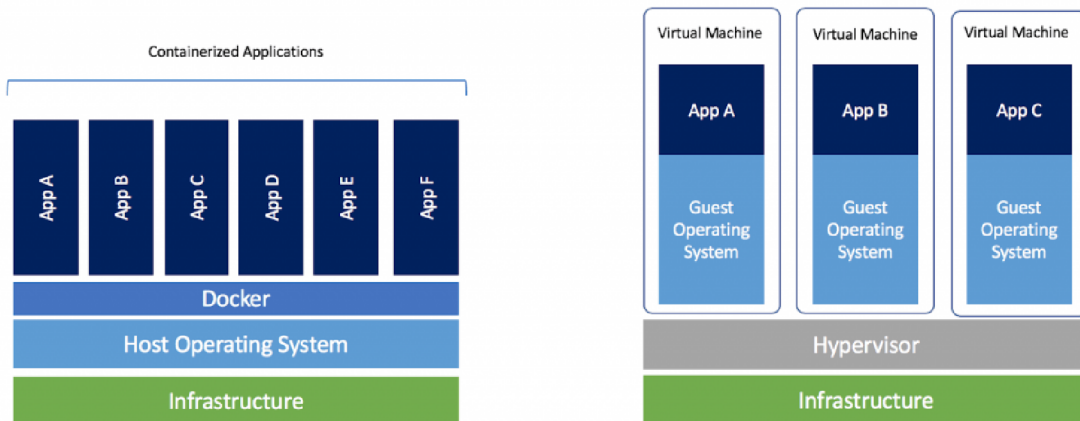 Containerized Applications
App A
App B
App C
App D
App E
App F
Docker
Host Operating System
Infrastructure
Virtual Machine
Virtual Machine
Virtual Machine
App A
App B
App C
Guest
Operating
System
Guest
Operating
System
Guest
Operating
System
Hypervisor
Infrastructure